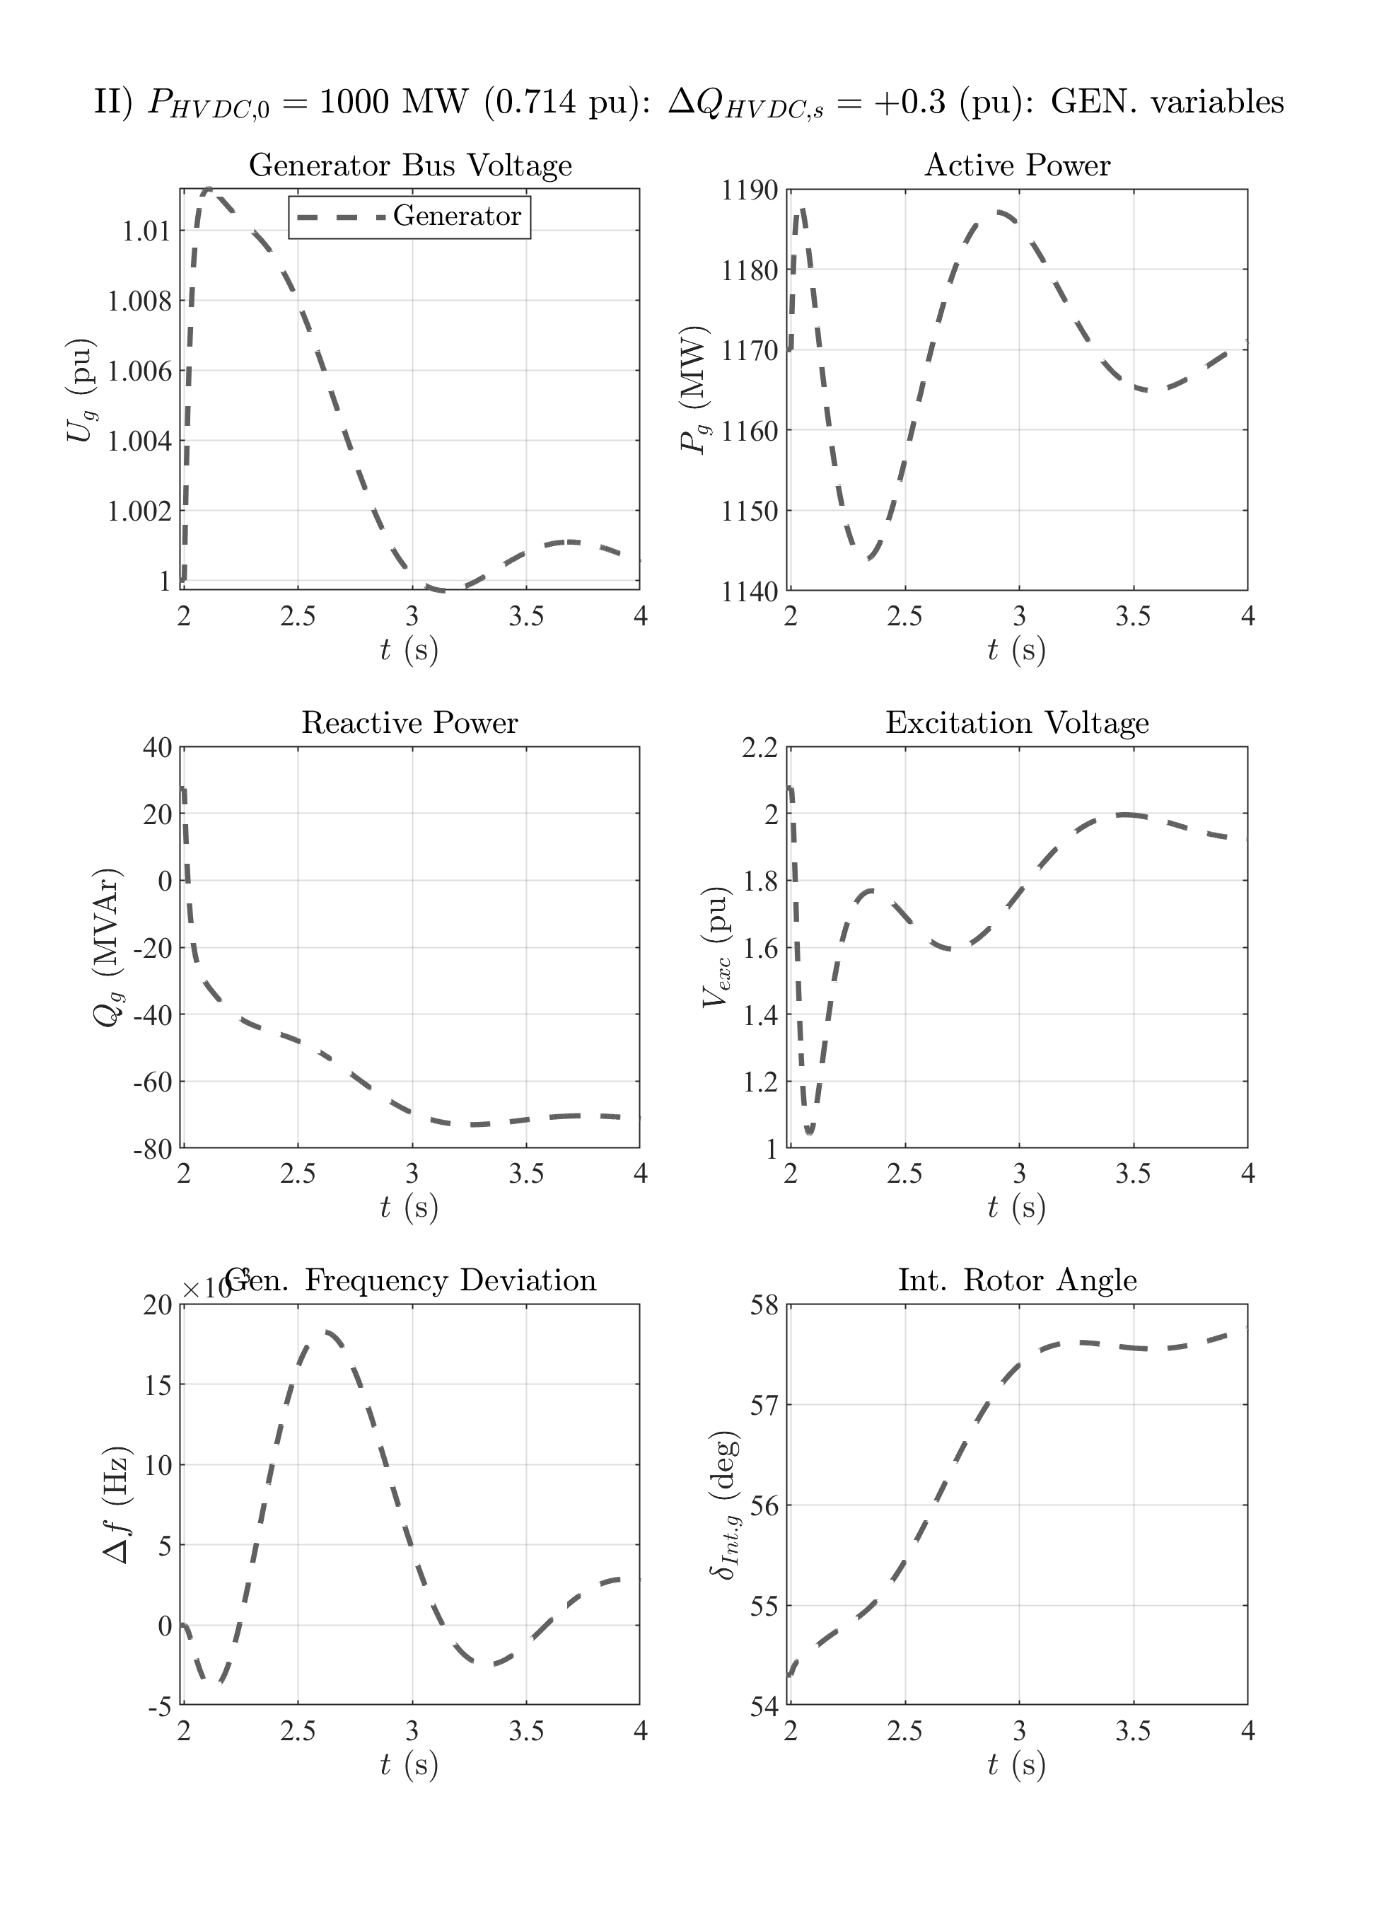 II) P_{HVDC,0} = 1000 MW (0.714 pu): ΔQ_{HVDC,s} = +0.3 (pu): GEN. variables
Generator Bus Voltage
Generator
U_g (pu)
1.01
1.008
1.006
1.004
1.002
1
2 2.5 3 3.5 4
t (s)
Active Power
P_g (MW)
1190
1180
1170
1160
1150
1140
2 2.5 3 3.5 4
t (s)
Reactive Power
Q_g (MVAr)
40
20
0
-20
-40
-60
-80
2 2.5 3 3.5 4
t (s)
Excitation Voltage
V_{exc} (pu)
2.2
2
1.8
1.6
1.4
1.2
1
2 2.5 3 3.5 4
t (s)
Gen. Frequency Deviation
×10^{-3}
Δf (Hz)
20
15
10
5
0
-5
2 2.5 3 3.5 4
t (s)
Int. Rotor Angle
δ_{Int.g} (deg)
58
57
56
55
54
2 2.5 3 3.5 4
t (s)